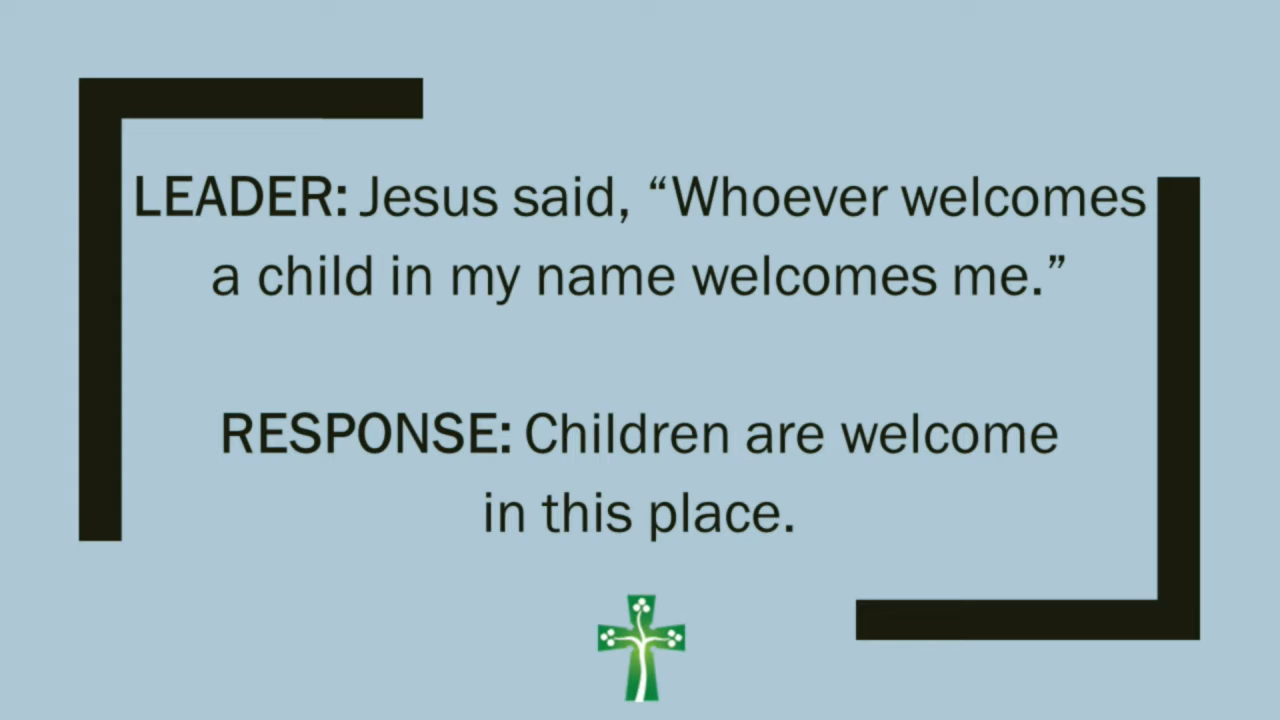 LEADER: Jesus said, “Whoever welcomes
a child in my name welcomes me.”
RESPONSE: Children are welcome
in this place.